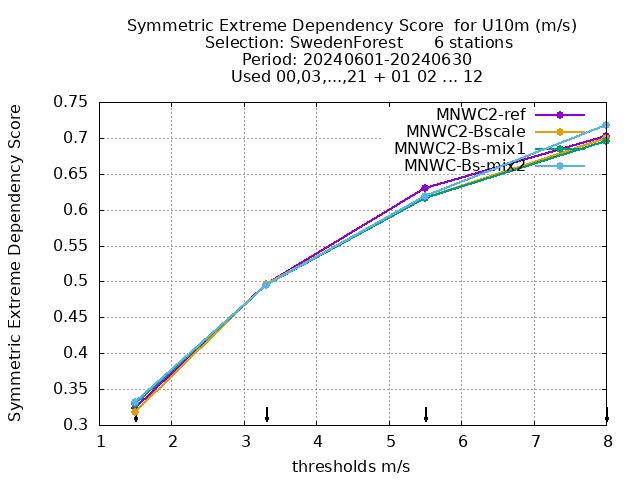 Symmetric Extreme Dependency Score for U10m (m/s)
Selection: SwedenForest 6 stations
Period: 20240601-20240630
Used 00,03,...,21 + 01 02 ... 12
Symmetric Extreme Dependency Score
0.75
0.7
0.65
0.6
0.55
0.5
0.45
0.4
0.35
0.3
MNWC2-ref
MNWC2-Bscale
MNWC2-Bs-mix1
MNWC-Bs-mix2
1 2 3 4 5 6 7 8
thresholds m/s